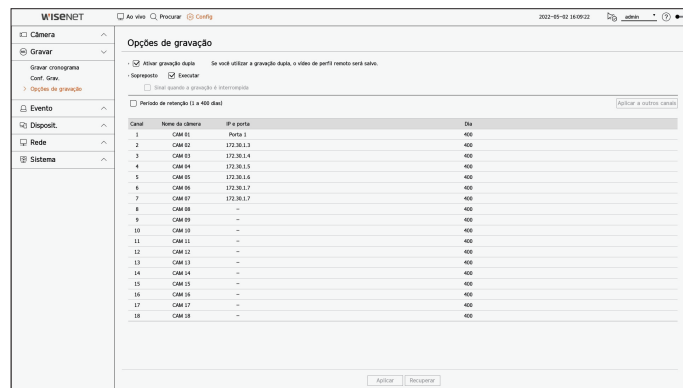 WISENET
Ao vivo Procurar Config 2022-05-02 16:09:22 admin
Câmera
Gravar
Gravar cronograma
Conf. Grav.
> Opções de gravação
Evento
Disposit.
Rede
Sistema
Opções de gravação
• Ativar gravação dupla Se você utilizar a gravação dupla, o vídeo de perfil remoto será salvo.
• Sopreposto Executar
Sinal quando a gravação é interrompida
Período de retenção (1 a 400 dias) Aplicar a outros canais
Canal Nome da câmera IP e porta Dia
1 CAM 01 Porta 1 400
2 CAM 02 172.30.1.3 400
3 CAM 03 172.30.1.4 400
4 CAM 04 172.30.1.5 400
5 CAM 05 172.30.1.6 400
6 CAM 06 172.30.1.7 400
7 CAM 07 172.30.1.7 400
8 CAM 08 – 400
9 CAM 09 – 400
10 CAM 10 – 400
11 CAM 11 – 400
12 CAM 12 – 400
13 CAM 13 – 400
14 CAM 14 – 400
15 CAM 15 – 400
16 CAM 16 – 400
17 CAM 17 – 400
18 CAM 18 – 400
Aplicar Recuperar